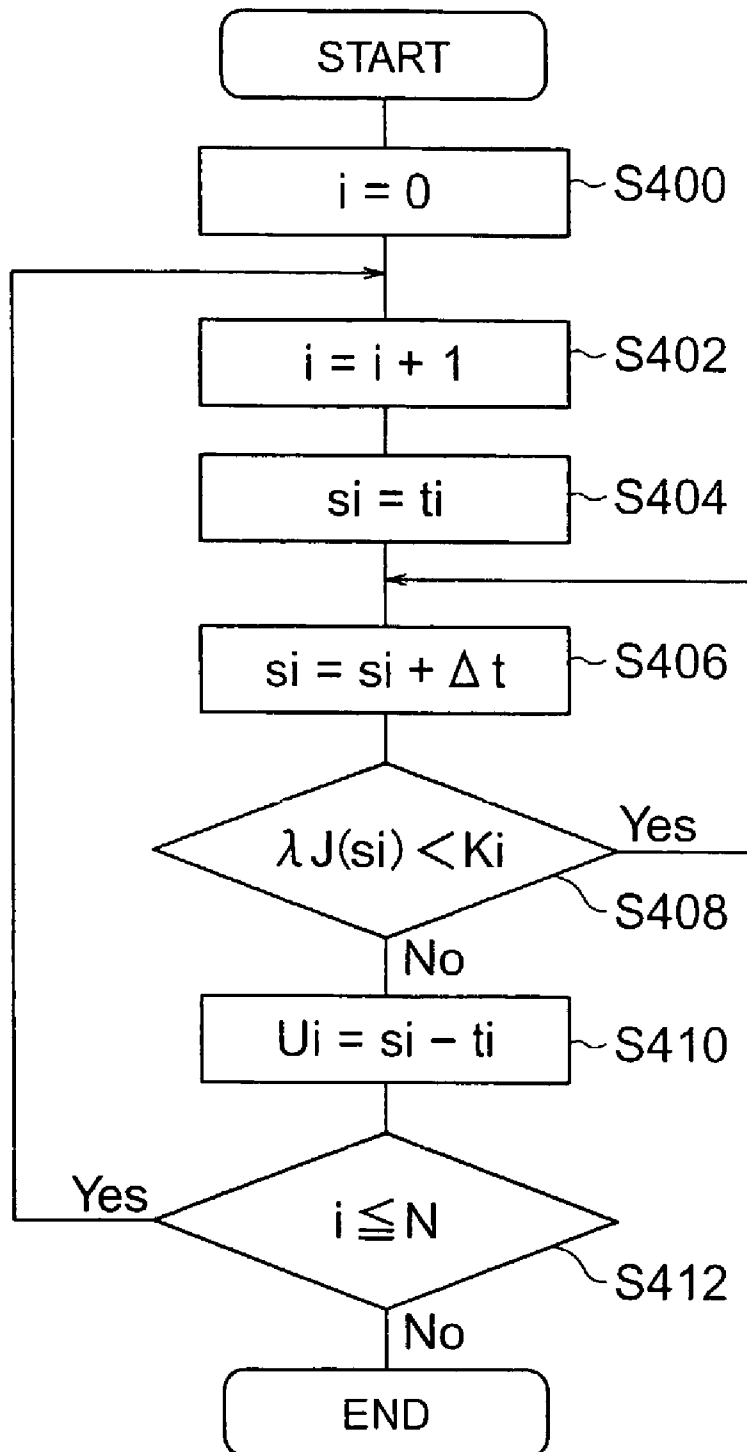 START
i = 0
S400
i = i + 1
S402
si = ti
S404
si = si + Δ t
S406
λJ(si) <Ki
Yes
S408
No
Ui = si − ti
S410
Yes
i ≦ N
S412
No
END